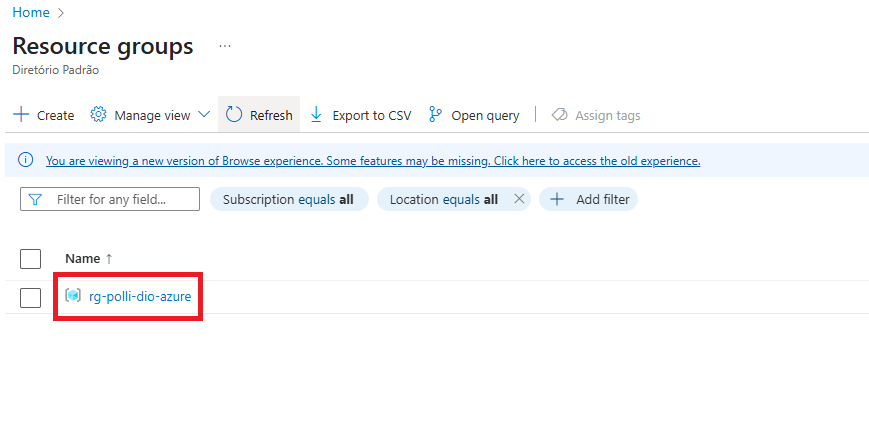 Home >
Resource groups ...
Diretório Padrão
Create Manage view Refresh Export to CSV Open query Assign tags
You are viewing a new version of Browse experience. Some features may be missing. Click here to access the old experience.
Filter for any field... Subscription equals all Location equals all Add filter
Name ↑
rg-polli-dio-azure